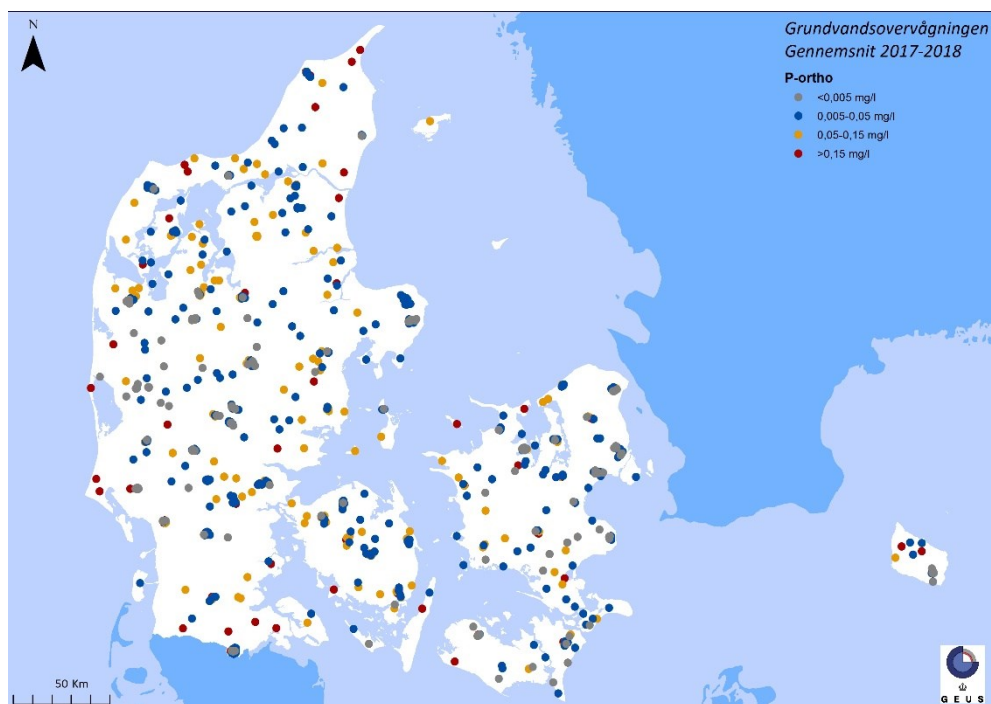 N
Grundvandsovervågningen
Gennemsnit 2017-2018
P-ortho
<0,005 mg/l
0,005-0,05 mg/l
0,05-0,15 mg/l
>0,15 mg/l
50 Km
G E U S